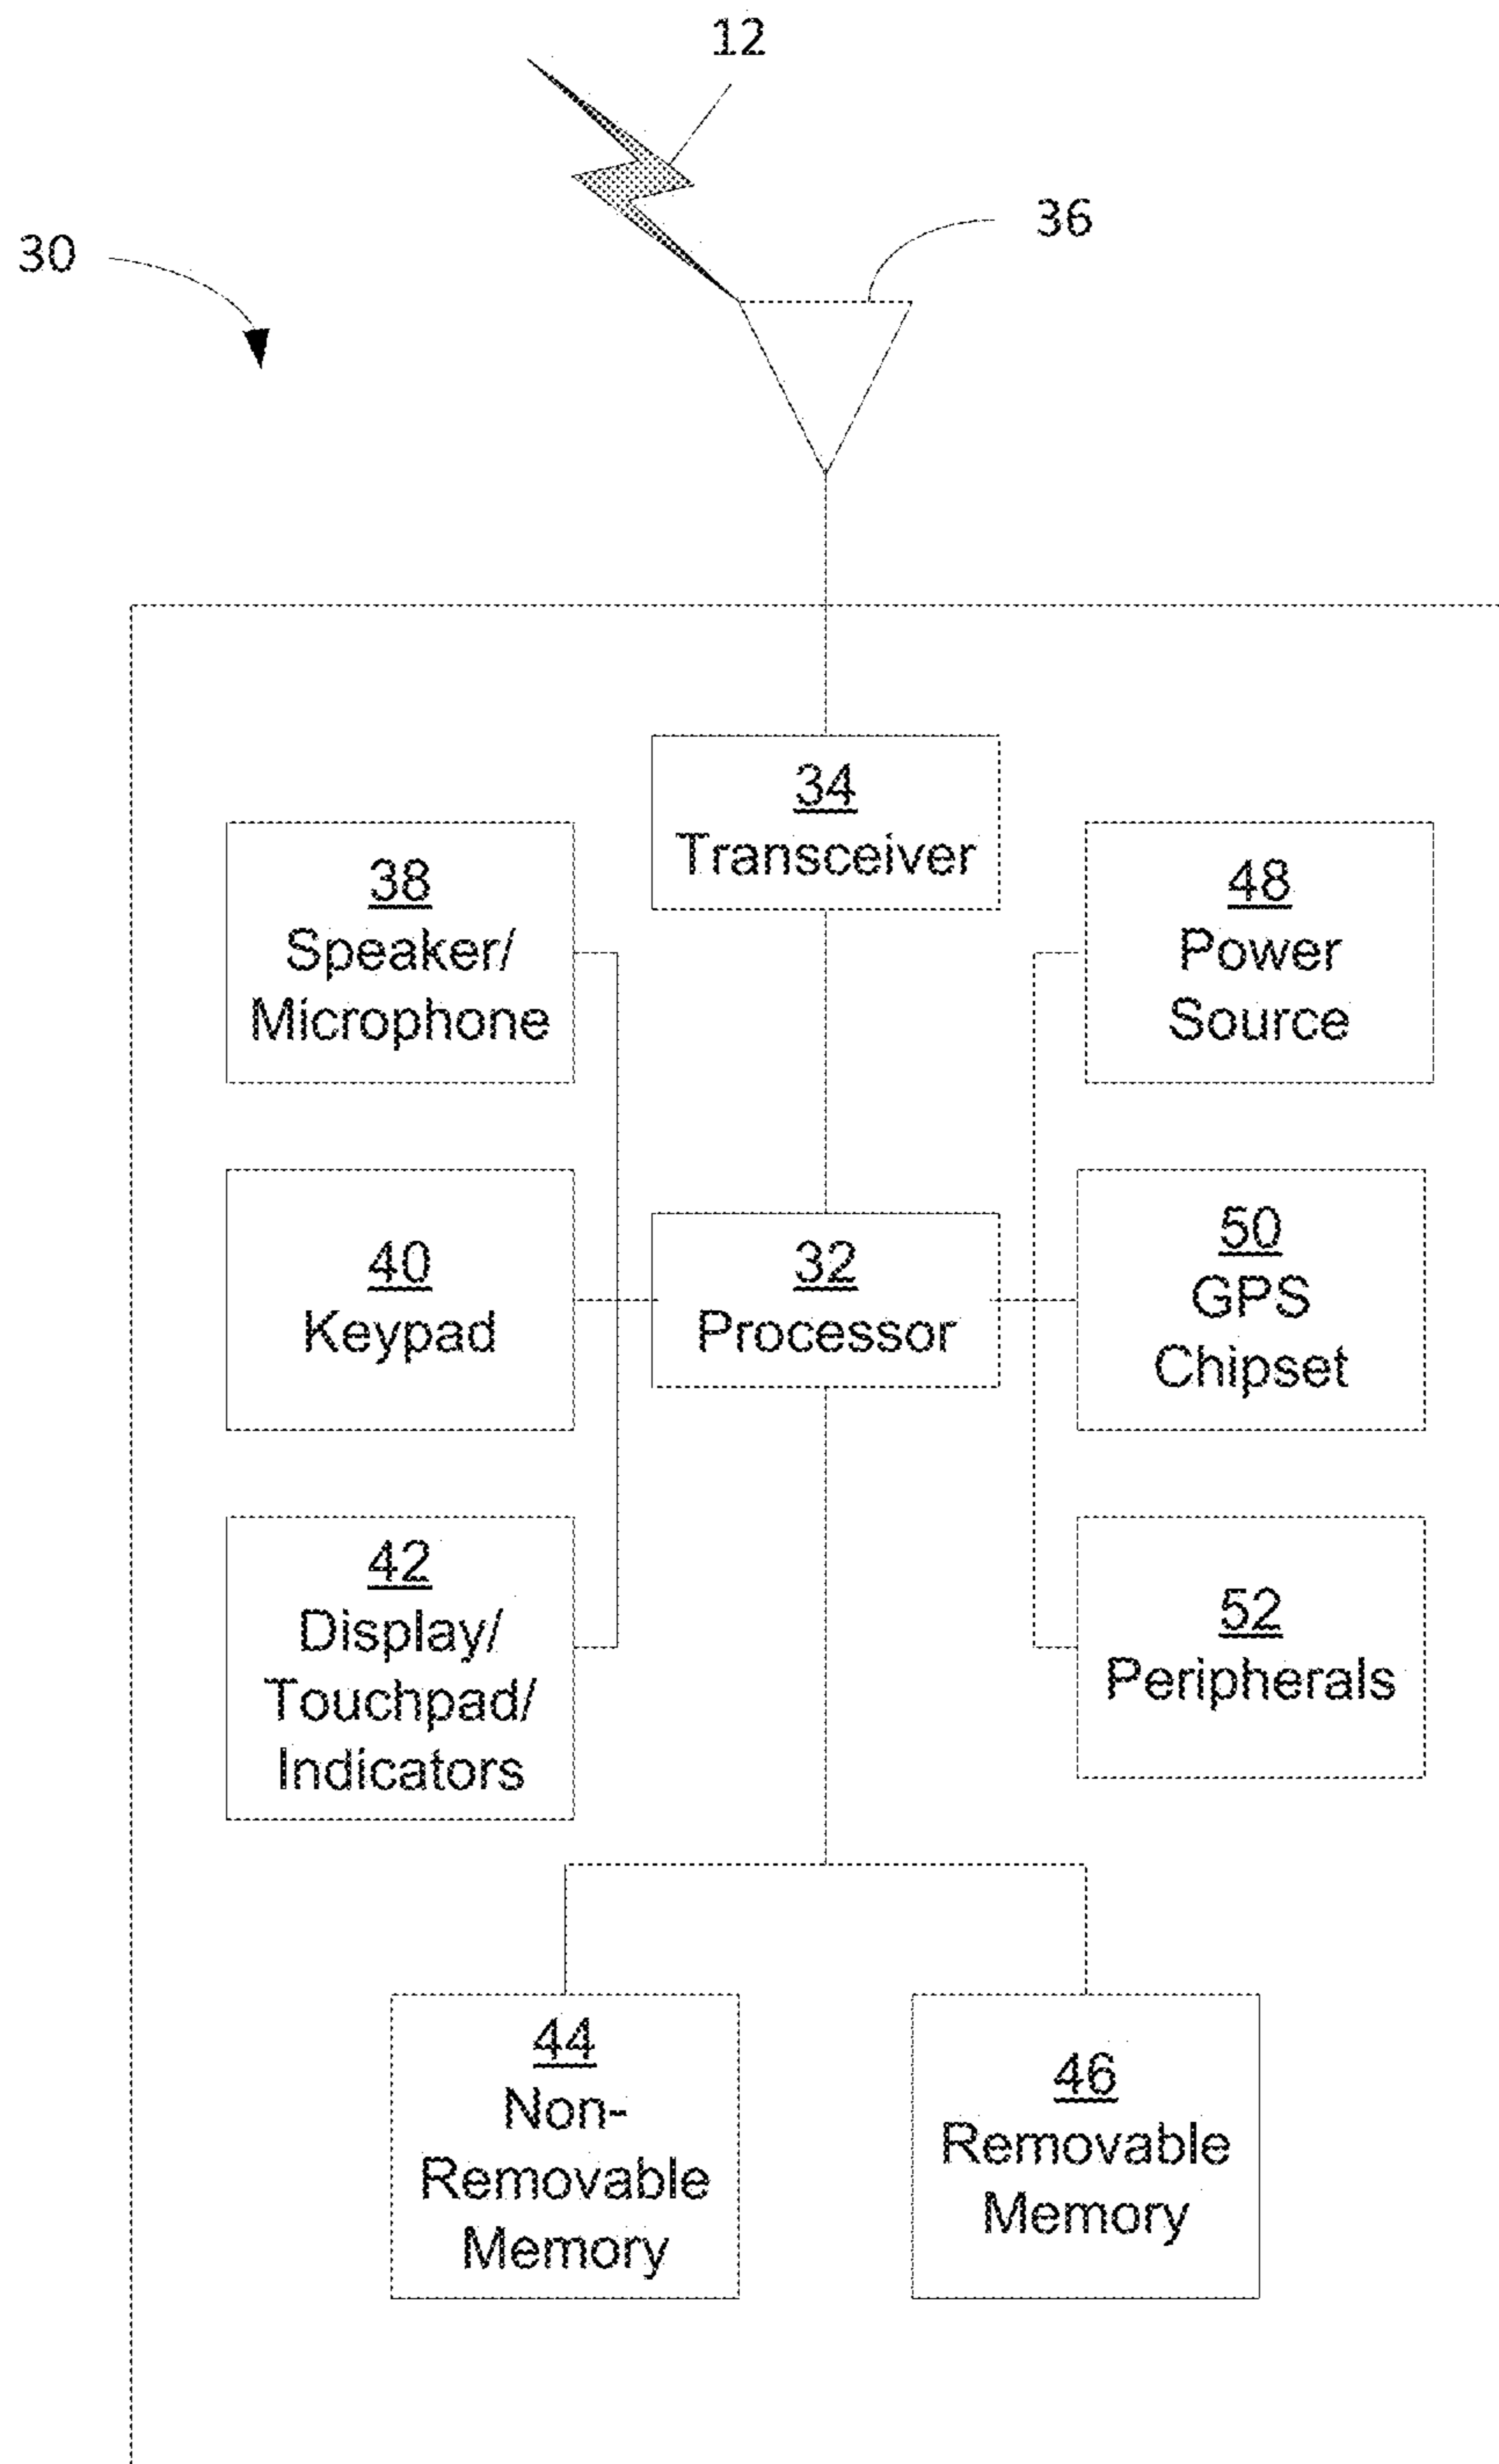 12
36
30
34
Transceiver
38
Speaker/
Microphone
48
Power
Source
40
Keypad
32
Processor
50
GPS
Chipset
42
Display/
Touchpad/
Indicators
52
Peripherals
44
Non-
Removable
Memory
46
Removable
Memory